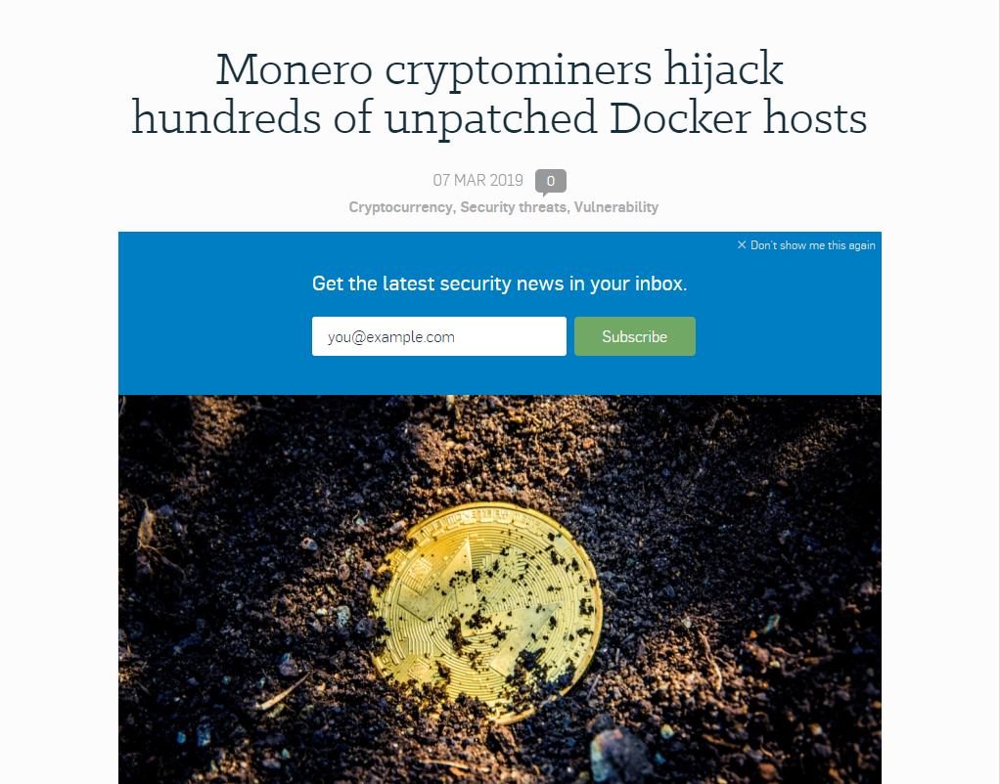 Monero cryptominers hijack
hundreds of unpatched Docker hosts
07 MAR 2019 0
Cryptocurrency, Security threats, Vulnerability
× Don't show me this again
Get the latest security news in your inbox.
you@example.com Subscribe